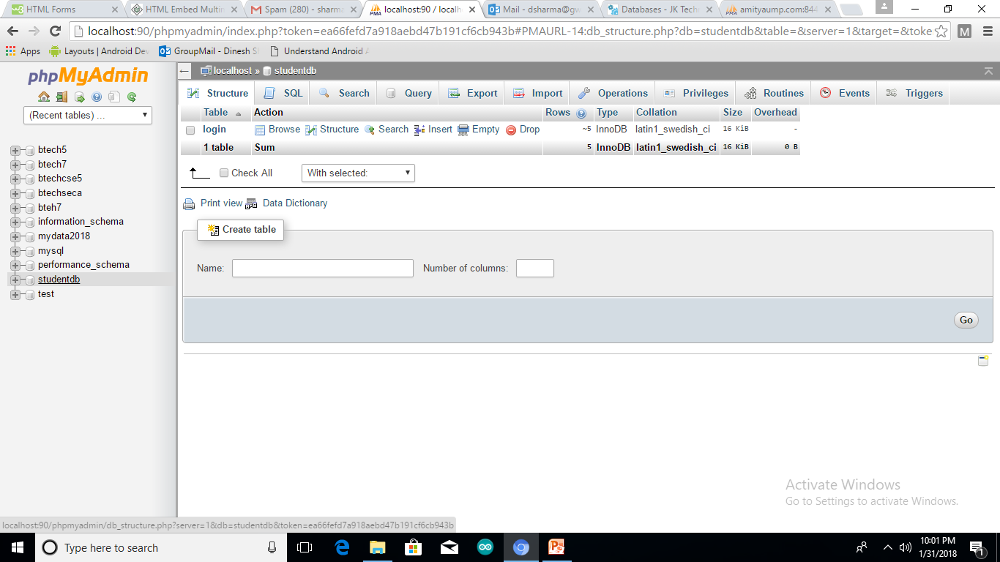 HTML Forms
HTML Embed Multim
Spam (280) - sharma
localhost:90 / localh
Mail - dsharma@gw
Databases - JK Tech
amityaump.com:844
localhost:90/phpmyadmin/index.php?token=ea66fefd7a918aebd47b191cf6cb943b#PMAURL-14:db_structure.php?db=studentdb&table=&server=1&target=&toke
M
Apps
Layouts | Android Dev
GroupMail - Dinesh S
Understand Android A
phpMyAdmin
(Recent tables) ...
btech5
btech7
btechcse5
btechseca
bteh7
information_schema
mydata2018
mysql
performance_schema
studentdb
test
localhost » studentdb
Structure SQL Search Query Export Import Operations Privileges Routines Events Triggers
Table Action Rows Type Collation Size Overhead
login Browse Structure Search Insert Empty Drop ~5 InnoDB latin1_swedish_ci 16 KiB -
1 table Sum 5 InnoDB latin1_swedish_ci 16 KiB 0 B
Check All With selected:
Print view Data Dictionary
Create table
Name: Number of columns:
Go
Activate Windows
Go to Settings to activate Windows.
localhost:90/phpmyadmin/db_structure.php?server=1&db=studentdb&token=ea66fefd7a918aebd47b191cf6cb943b
Type here to search
10:01 PM
1/31/2018
1